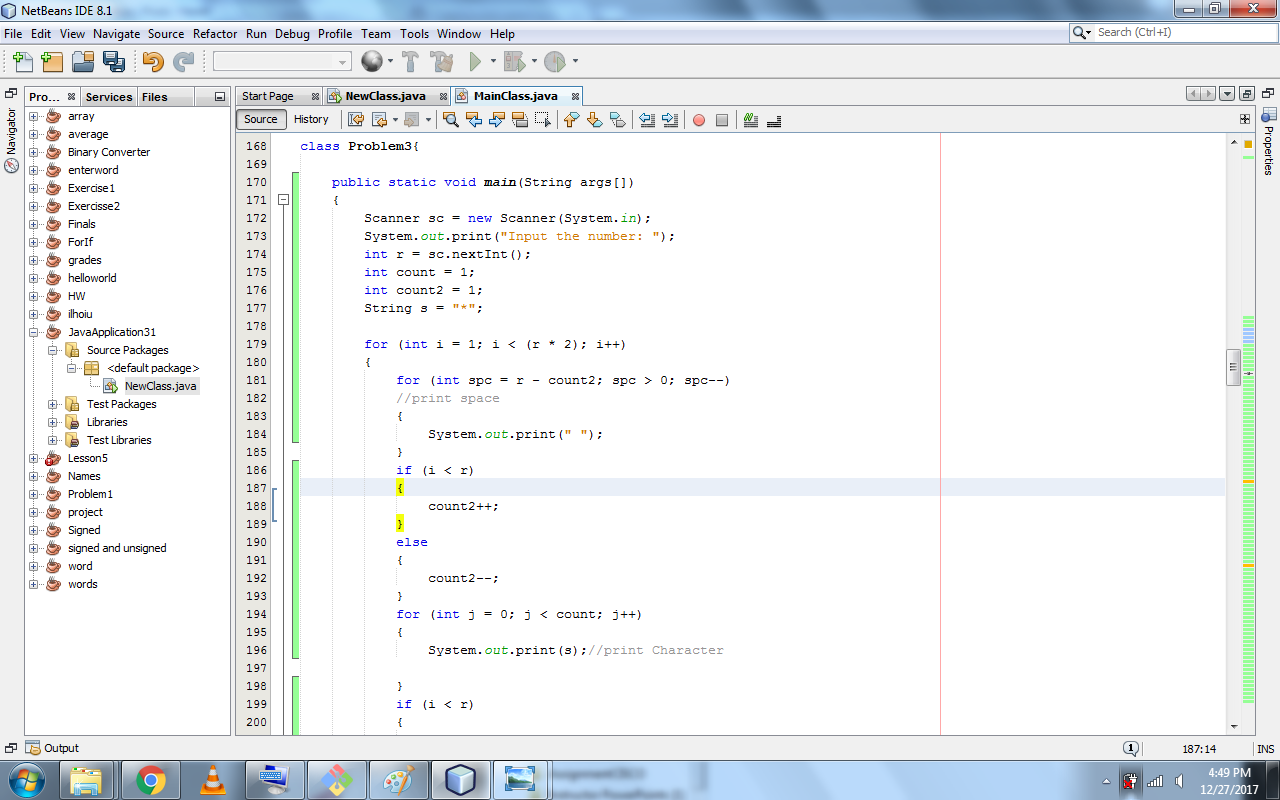 NetBeans IDE 8.1
File Edit View Navigate Source Refactor Run Debug Profile Team Tools Window Help
Search (Ctrl+I)
Pro... Services Files
Start Page NewClass.java MainClass.java
Source History
Navigator
Properties
array
average
Binary Converter
enterword
Exercise1
Exercisse2
Finals
ForIf
grades
helloworld
HW
ilhoiu
JavaApplication31
Source Packages
<default package>
NewClass.java
Test Packages
Libraries
Test Libraries
Lesson5
Names
Problem1
project
Signed
signed and unsigned
word
words
168 class Problem3{
169
170 public static void main(String args[])
171 {
172 Scanner sc = new Scanner(System.in);
173 System.out.print("Input the number: ");
174 int r = sc.nextInt();
175 int count = 1;
176 int count2 = 1;
177 String s = "*";
178
179 for (int i = 1; i < (r * 2); i++)
180 {
181 for (int spc = r - count2; spc > 0; spc--)
182 //print space
183 {
184 System.out.print(" ");
185 }
186 if (i < r)
187 {
188 count2++;
189 }
190 else
191 {
192 count2--;
193 }
194 for (int j = 0; j < count; j++)
195 {
196 System.out.print(s);//print Character
197
198 }
199 if (i < r)
200 {
Output
1
187:14
INS
4:49 PM
12/27/2017